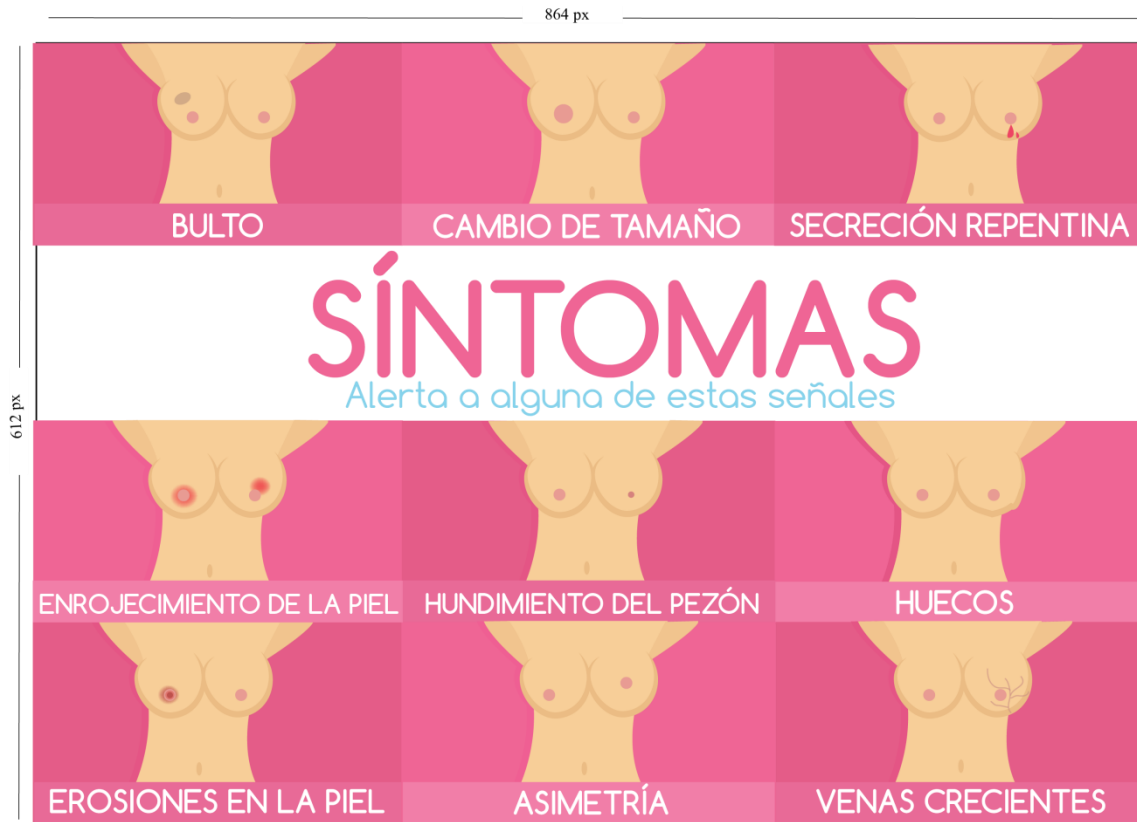 864 px
BULTO
CAMBIO DE TAMAÑO
SECRECIÓN REPENTINA
612 px
SÍNTOMAS
Alerta a alguna de estas señales
ENROJECIMIENTO DE LA PIEL
HUNDIMIENTO DEL PEZÓN
HUECOS
EROSIONES EN LA PIEL
ASIMETRÍA
VENAS CRECIENTES